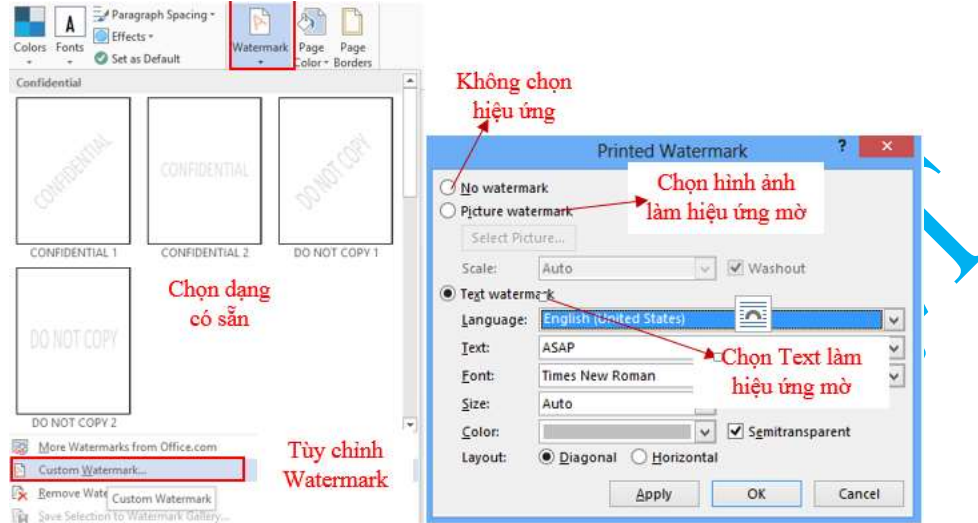 Paragraph Spacing
Effects
Set as Default
Colors Fonts
Watermark
Page Color
Page Borders
Confidential
CONFIDENTIAL
CONFIDENTIAL
DO NOT COPY
CONFIDENTIAL 1
CONFIDENTIAL 2
DO NOT COPY 1
Chọn dạng
có sẵn
DO NOT COPY
DO NOT COPY 2
More Watermarks from Office.com
Custom Watermark...
Remove
Custom Watermark
Save Selection to Watermark Gallery...
Tùy chỉnh
Watermark
Không chọn
hiệu ứng
Printed Watermark ?
No watermark
Picture watermark
Chọn hình ảnh
làm hiệu ứng mờ
Select Picture...
Scale: Auto Washout
Text watermark
Language: English (United States)
Text: ASAP
Font: Times New Roman
Chọn Text làm
hiệu ứng mờ
Size: Auto
Color: Semitransparent
Layout: Diagonal Horizontal
Apply OK Cancel